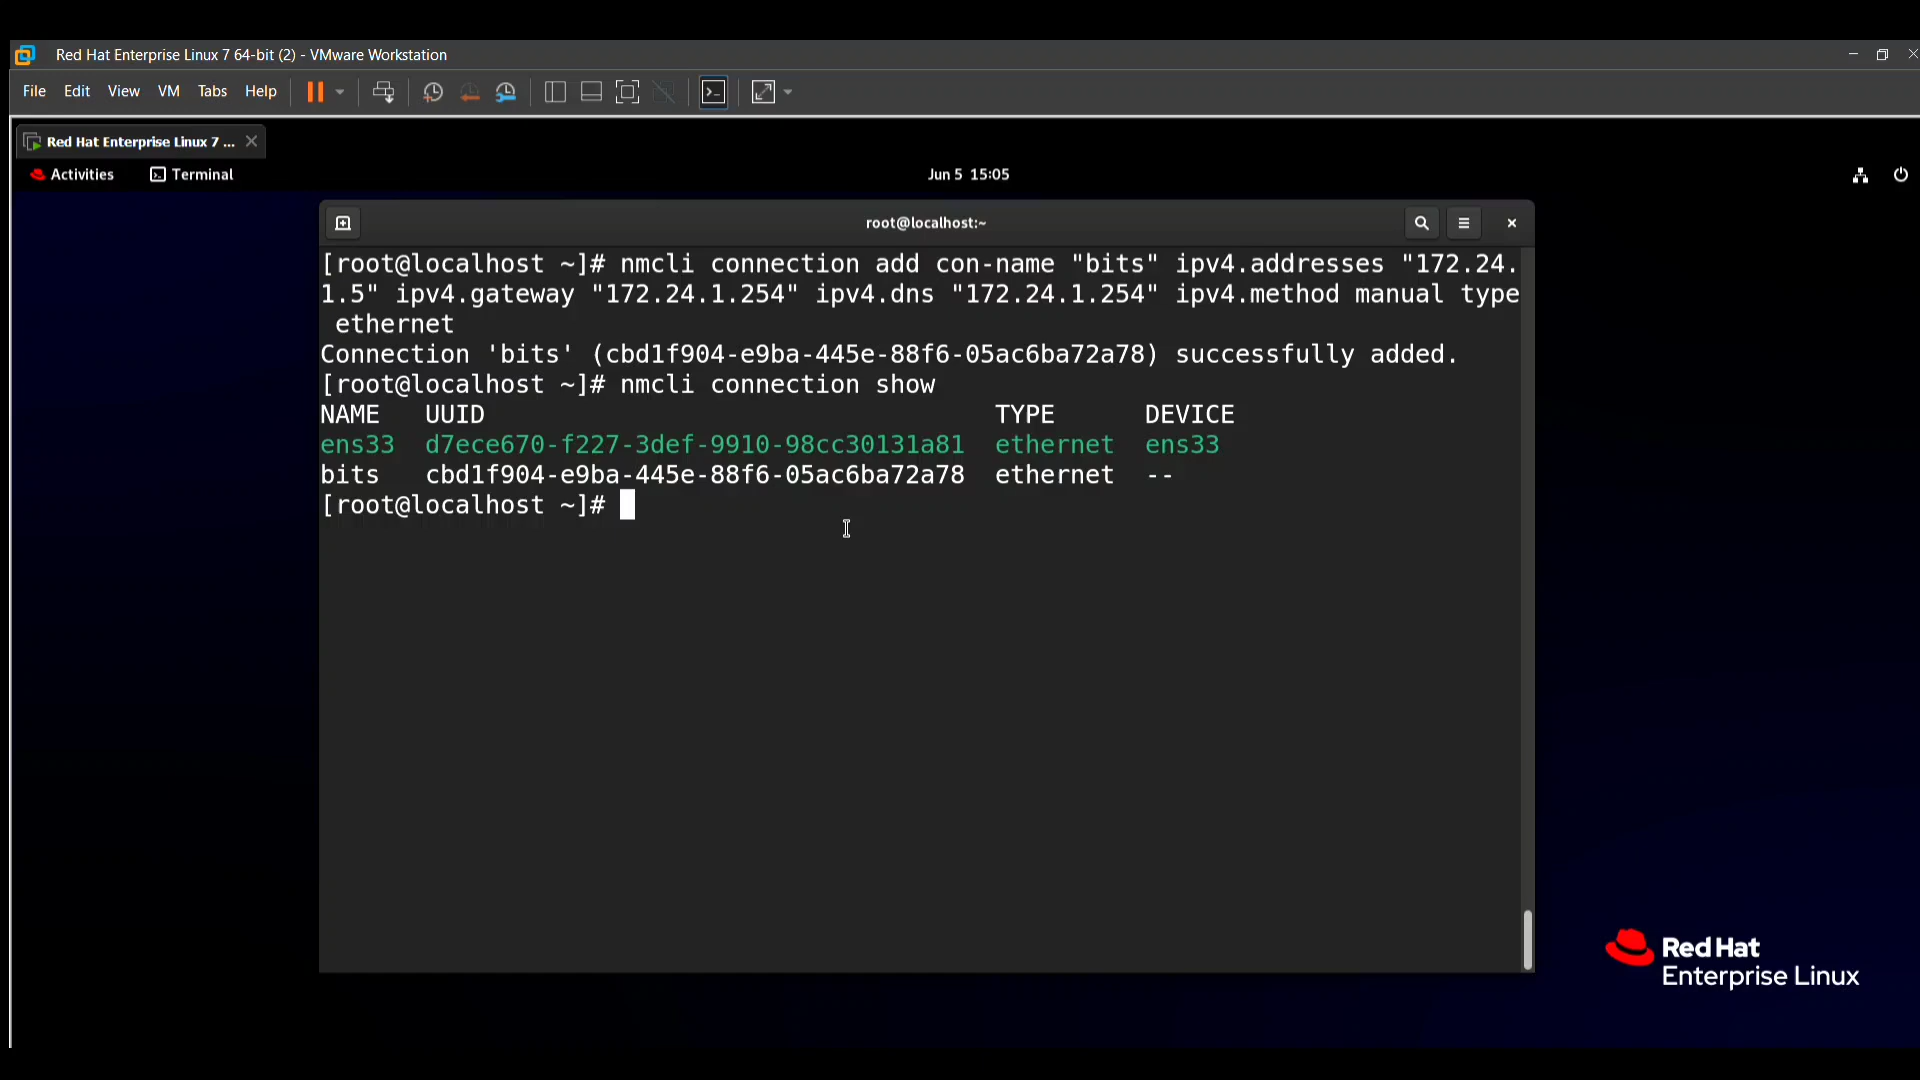 Red Hat Enterprise Linux 7 64-bit (2) - VMware Workstation
File Edit View VM Tabs Help
Red Hat Enterprise Linux 7 ...
Activities Terminal Jun 5 15:05
root@localhost:~
[root@localhost ~]# nmcli connection add con-name "bits" ipv4.addresses "172.24.
1.5" ipv4.gateway "172.24.1.254" ipv4.dns "172.24.1.254" ipv4.method manual type
ethernet
Connection 'bits' (cbd1f904-e9ba-445e-88f6-05ac6ba72a78) successfully added.
[root@localhost ~]# nmcli connection show
NAME UUID TYPE DEVICE
ens33 d7ece670-f227-3def-9910-98cc30131a81 ethernet ens33
bits cbd1f904-e9ba-445e-88f6-05ac6ba72a78 ethernet --
[root@localhost ~]#
Red Hat
Enterprise Linux